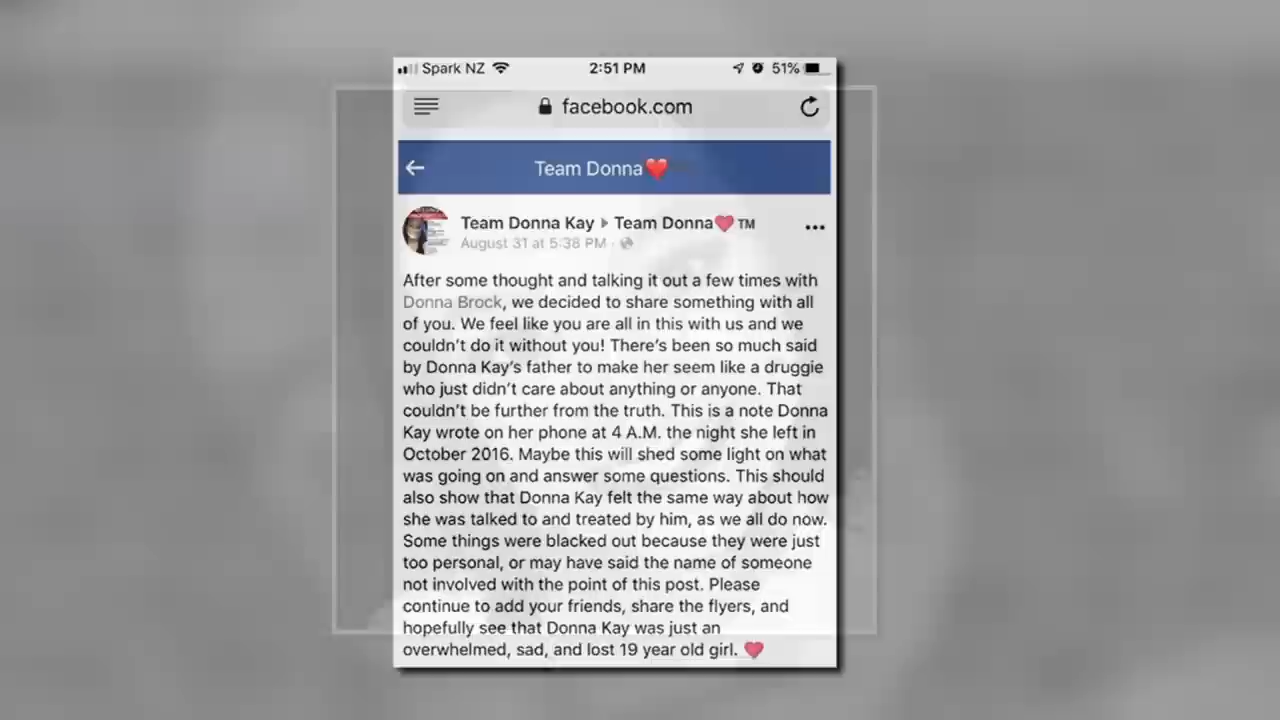 Spark NZ 2:51 PM 51%
facebook.com
Team Donna❤️
Team Donna Kay ▸ Team Donna❤️ ™
August 31 at 5:38 PM ·
After some thought and talking it out a few times with
Donna Brock, we decided to share something with all
of you. We feel like you are all in this with us and we
couldn't do it without you! There's been so much said
by Donna Kay's father to make her seem like a druggie
who just didn't care about anything or anyone. That
couldn't be further from the truth. This is a note Donna
Kay wrote on her phone at 4 A.M. the night she left in
October 2016. Maybe this will shed some light on what
was going on and answer some questions. This should
also show that Donna Kay felt the same way about how
she was talked to and treated by him, as we all do now.
Some things were blacked out because they were just
too personal, or may have said the name of someone
not involved with the point of this post. Please
continue to add your friends, share the flyers, and
hopefully see that Donna Kay was just an
overwhelmed, sad, and lost 19 year old girl. ❤️